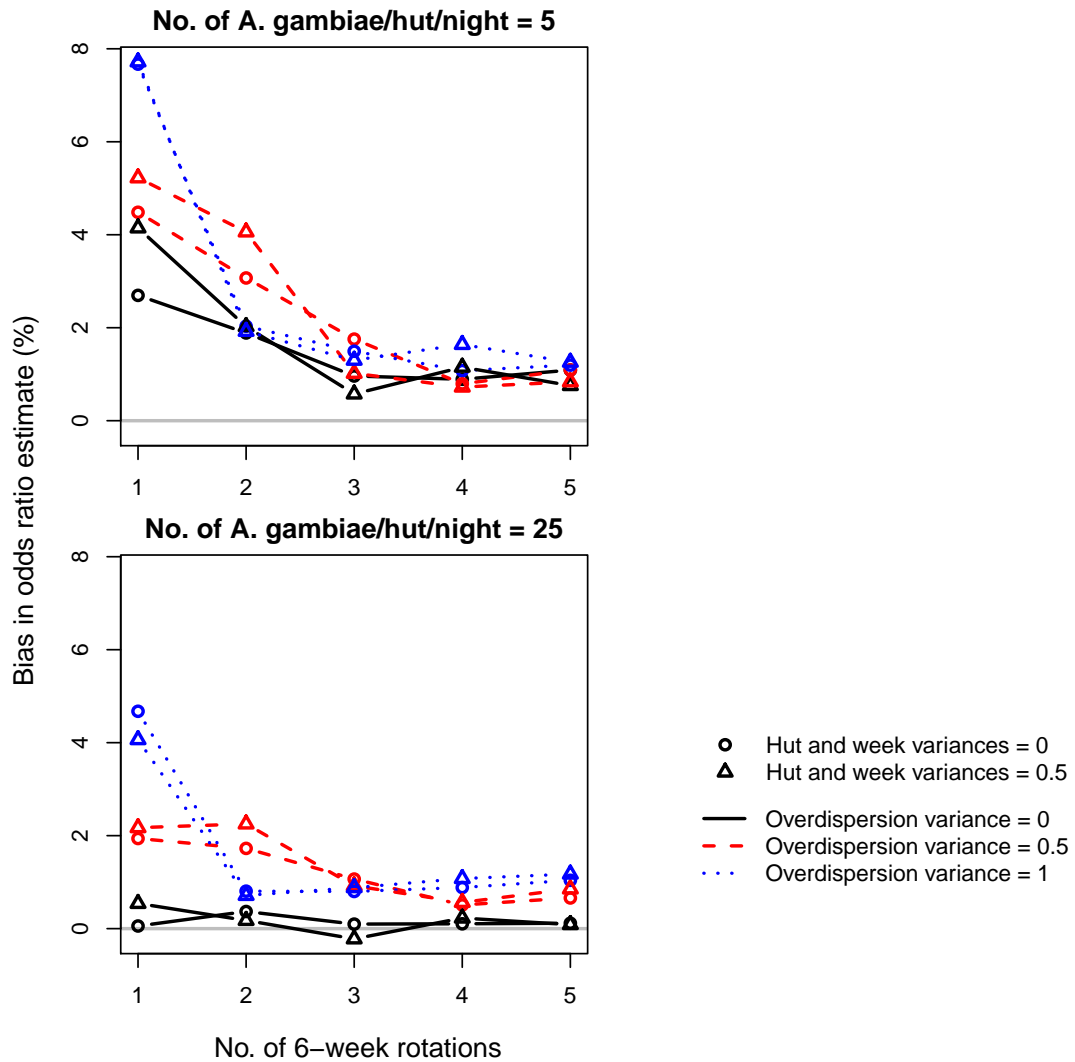 No. of A. gambiae/hut/night = 5
8
6
4
2
0
1 2 3 4 5
Bias in odds ratio estimate (%)
No. of A. gambiae/hut/night = 25
8
6
4
2
0
1 2 3 4 5
No. of 6−week rotations
Hut and week variances = 0
Hut and week variances = 0.5
Overdispersion variance = 0
Overdispersion variance = 0.5
Overdispersion variance = 1